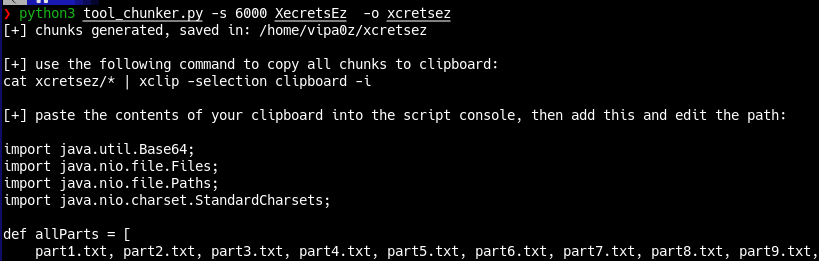 ❯ python3 tool_chunker.py -s 6000 XecretsEz  -o xcretsez
[+] chunks generated, saved in: /home/vipa0z/xcretsez

[+] use the following command to copy all chunks to clipboard:
cat xcretsez/* | xclip -selection clipboard -i

[+] paste the contents of your clipboard into the script console, then add this and edit the path:

import java.util.Base64;
import java.nio.file.Files;
import java.nio.file.Paths;
import java.nio.charset.StandardCharsets;

def allParts = [
    part1.txt, part2.txt, part3.txt, part4.txt, part5.txt, part6.txt, part7.txt, part8.txt, part9.txt,